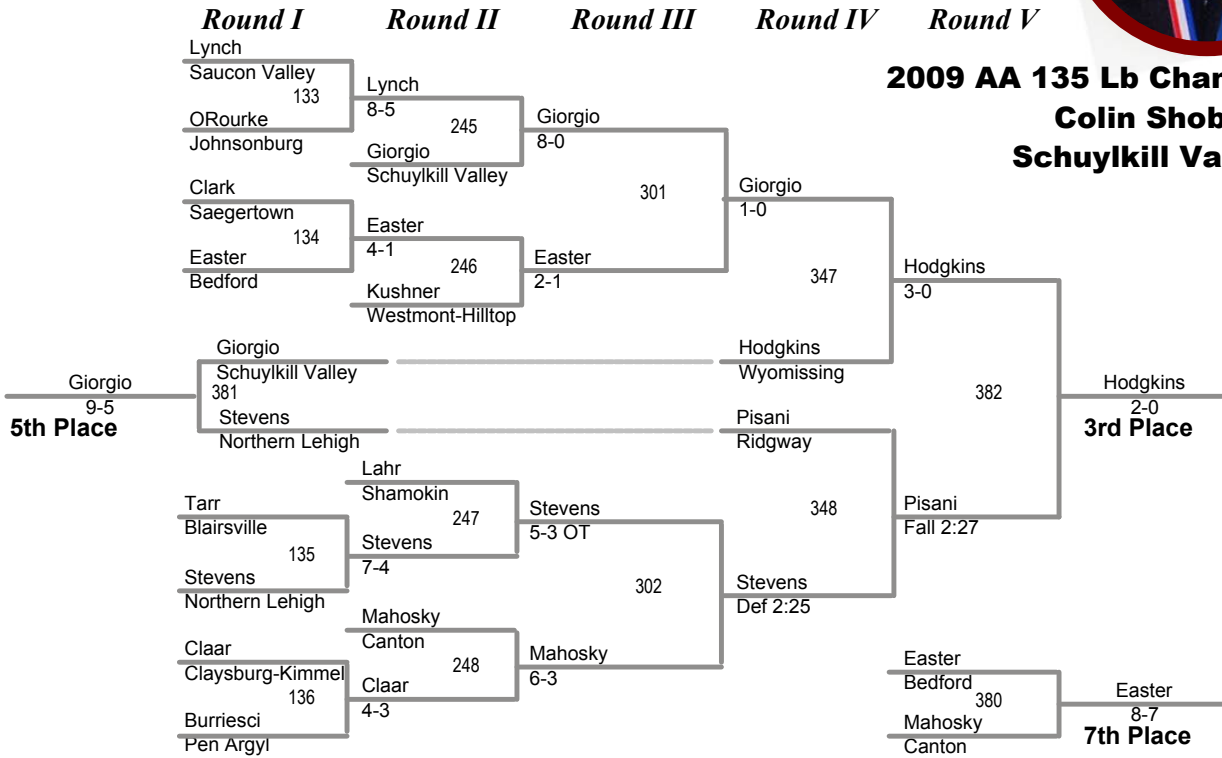 Round I Round II Round III Round IV Round V
2009 AA 135 Lb
Colin
Schuylkill
Lynch
Saucon Valley
133
ORourke
Johnsonburg
Lynch
8-5
245
Giorgio
Schuylkill Valley
Giorgio
8-0
Clark
Saegertown
134
Easter
Bedford
Easter
4-1
246
Kushner
Westmont-Hilltop
Easter
2-1
301
Giorgio
1-0
347
Hodgkins
Wyomissing
Hodgkins
3-0
Giorgio
Schuylkill Valley
381
Stevens
Northern Lehigh
Giorgio
9-5
5th Place
Pisani
Ridgway
348
Stevens
Def 2:25
Pisani
Fall 2:27
382
Hodgkins
2-0
3rd Place
Lahr
Shamokin
247
Stevens
7-4
Stevens
5-3 OT
Tarr
Blairsville
135
Stevens
Northern Lehigh
302
Mahosky
Canton
248
Claar
4-3
Mahosky
6-3
Claar
Claysburg-Kimmel
136
Burriesci
Pen Argyl
Easter
Bedford
380
Mahosky
Canton
Easter
8-7
7th Place